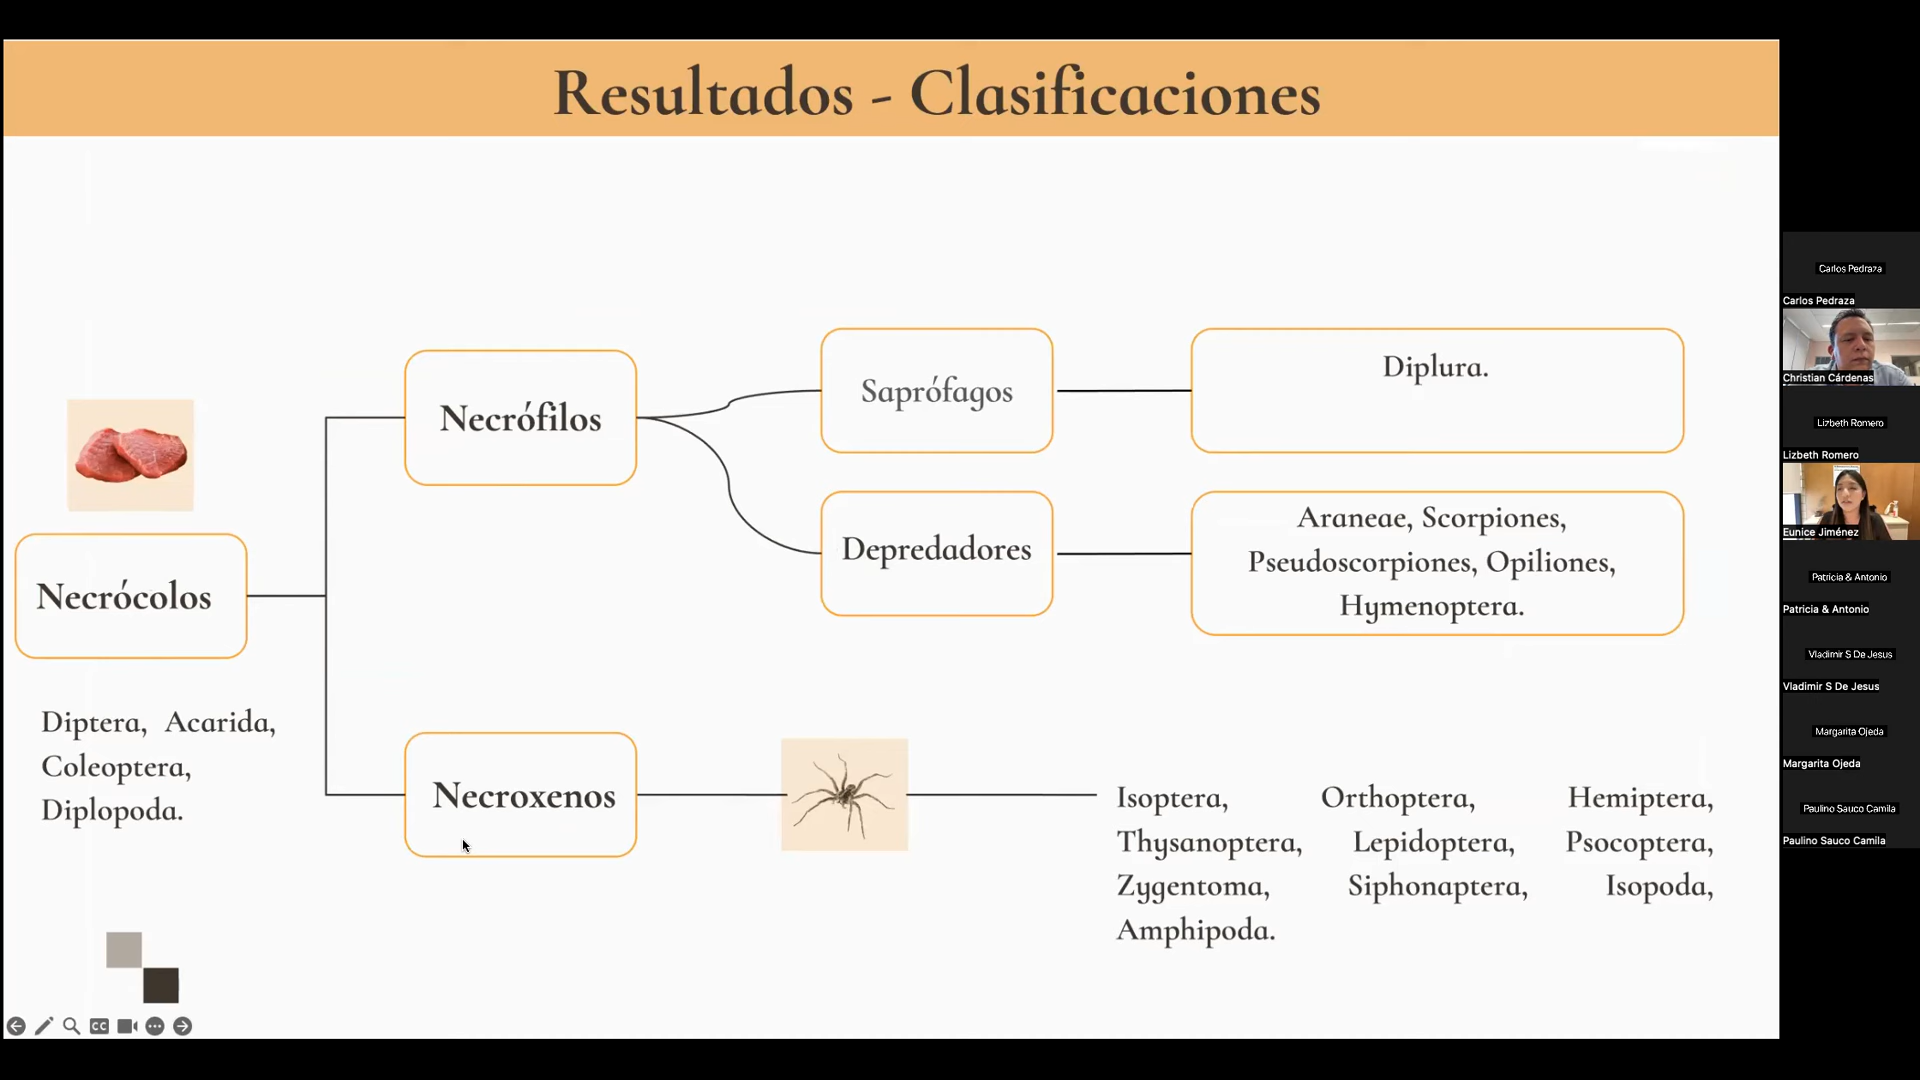 Resultados - Clasificaciones
Necrófilos
Saprófagos
Diplura.
Depredadores
Araneae, Scorpiones,
Pseudoscorpiones, Opiliones,
Hymenoptera.
Necrócolos
Diptera, Acarida,
Coleoptera,
Diplopoda.
Necroxenos
Isoptera, Orthoptera, Hemiptera,
Thysanoptera, Lepidoptera, Psocoptera,
Zygentoma, Siphonaptera, Isopoda,
Amphipoda.
CC
Carlos Pedraza
Carlos Pedraza
Christian Cárdenas
Lizbeth Romero
Lizbeth Romero
Eunice Jiménez
Patricia & Antonio
Patricia & Antonio
Vladimir S De Jesus
Vladimir S De Jesus
Margarita Ojeda
Margarita Ojeda
Paulino Sauco Camila
Paulino Sauco Camila